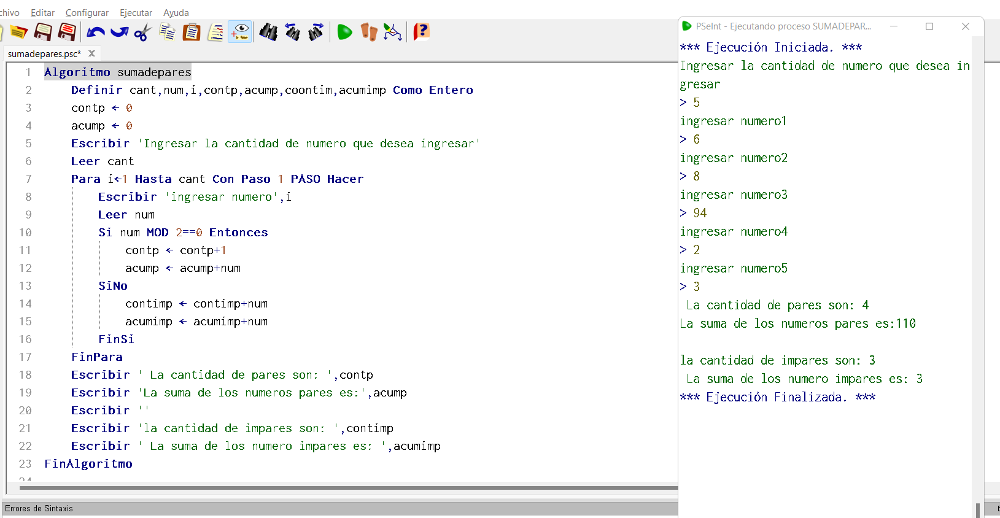 chivo Editar Configurar Ejecutar Ayuda
sumadepares.psc*
1 Algoritmo sumadepares
2 Definir cant,num,i,contp,acump,coontim,acumimp Como Entero
3 contp ← 0
4 acump ← 0
5 Escribir 'Ingresar la cantidad de numero que desea ingresar'
6 Leer cant
7 Para i←1 Hasta cant Con Paso 1 PASO Hacer
8 Escribir 'ingresar numero',i
9 Leer num
10 Si num MOD 2==0 Entonces
11 contp ← contp+1
12 acump ← acump+num
13 SiNo
14 contimp ← contimp+num
15 acumimp ← acumimp+num
16 FinSi
17 FinPara
18 Escribir ' La cantidad de pares son: ',contp
19 Escribir 'La suma de los numeros pares es:',acump
20 Escribir ''
21 Escribir 'la cantidad de impares son: ',contimp
22 Escribir ' La suma de los numero impares es: ',acumimp
23 FinAlgoritmo
24
Errores de Sintaxis
PSeInt - Ejecutando proceso SUMADEPAR...
*** Ejecución Iniciada. ***
Ingresar la cantidad de numero que desea in
gresar
> 5
ingresar numero1
> 6
ingresar numero2
> 8
ingresar numero3
> 94
ingresar numero4
> 2
ingresar numero5
> 3
La cantidad de pares son: 4
La suma de los numeros pares es:110
la cantidad de impares son: 3
La suma de los numero impares es: 3
*** Ejecución Finalizada. ***